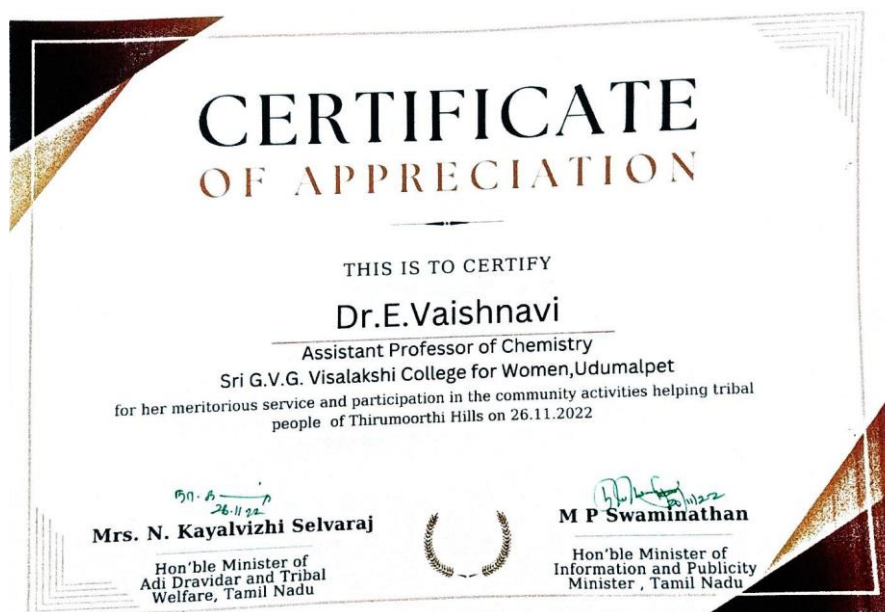 CERTIFICATE
OF APPRECIATION
THIS IS TO CERTIFY
Dr.E.Vaishnavi
Assistant Professor of Chemistry
Sri G.V.G. Visalakshi College for Women,Udumalpet
for her meritorious service and participation in the community activities helping tribal
people of Thirumoorthi Hills on 26.11.2022
26.11.22
Mrs. N. Kayalvizhi Selvaraj
Hon'ble Minister of
Adi Dravidar and Tribal
Welfare, Tamil Nadu
M P Swaminathan
Hon'ble Minister of
Information and Publicity
Minister , Tamil Nadu